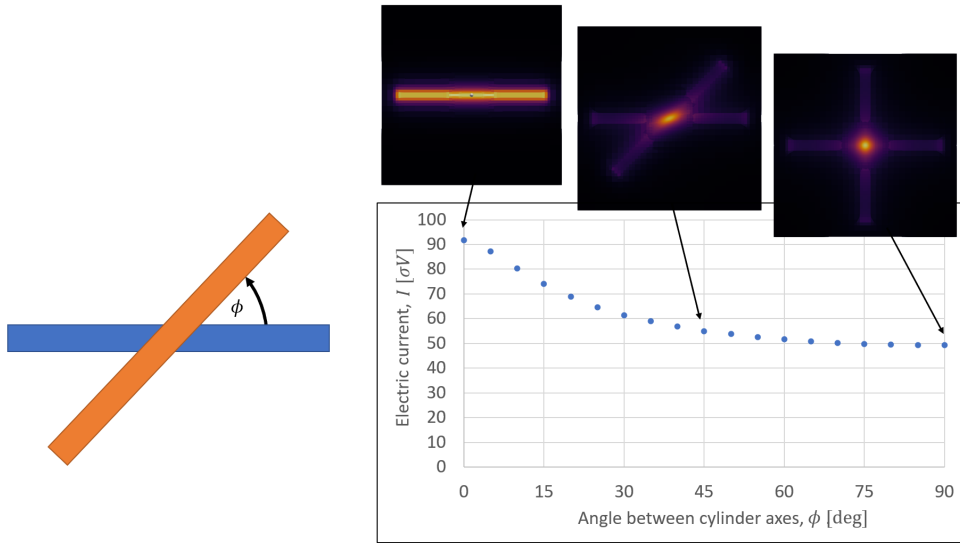 ϕ
Electric current, I [σV]
100
90
80
70
60
50
40
30
20
10
0
0 15 30 45 60 75 90
Angle between cylinder axes, ϕ [deg]